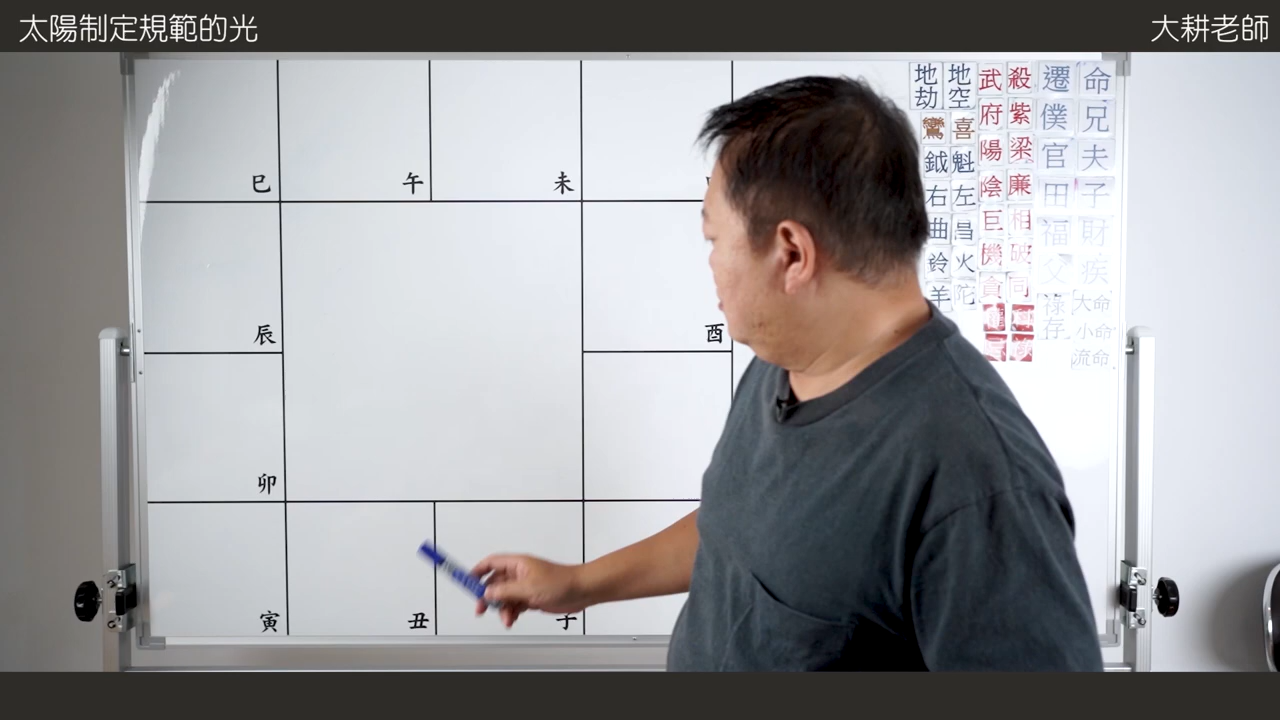 太陽制定規範的光
大耕老師
巳
午
未
辰
酉
卯
寅
丑
子
地劫
地空
鸞
喜
鉞
魁
右
左
曲
昌
鈴
火
羊
陀
武
殺
府
紫
陽
梁
陰
廉
巨
相
機
破
貪
同
遷
命
僕
兄
官
夫
田
子
福
財
父
疾
祿存
大命
小命
流命